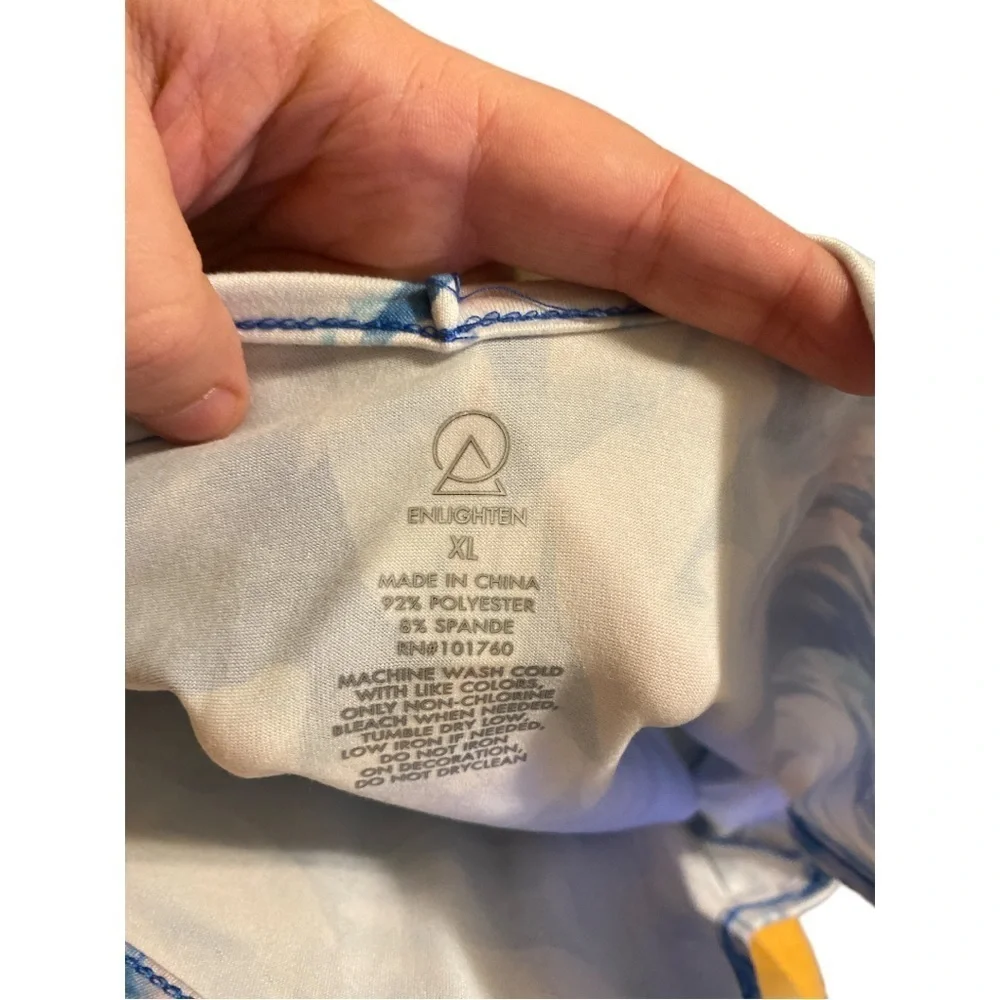 ENLIGHTEN
XL
MADE IN CHINA
92% POLYESTER
8% SPANDE
RN#101760
MACHINE WASH COLD
WITH LIKE COLORS,
ONLY NON-CHLORINE
BLEACH WHEN NEEDED,
TUMBLE DRY LOW,
LOW IRON IF NEEDED,
DO NOT IRON
ON DECORATION,
DO NOT DRYCLEAN